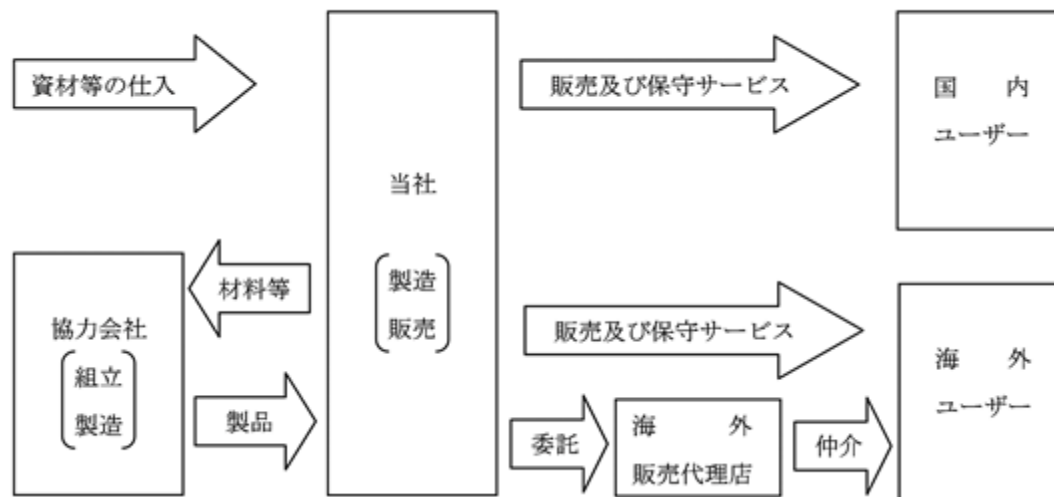 資材等の仕入
販売及び保守サービス
国　　内
ユーザー
当社
製造
販売
材料等
協力会社
組立
製造
製品
販売及び保守サービス
海　　外
ユーザー
委託
海　　外
販売代理店
仲介